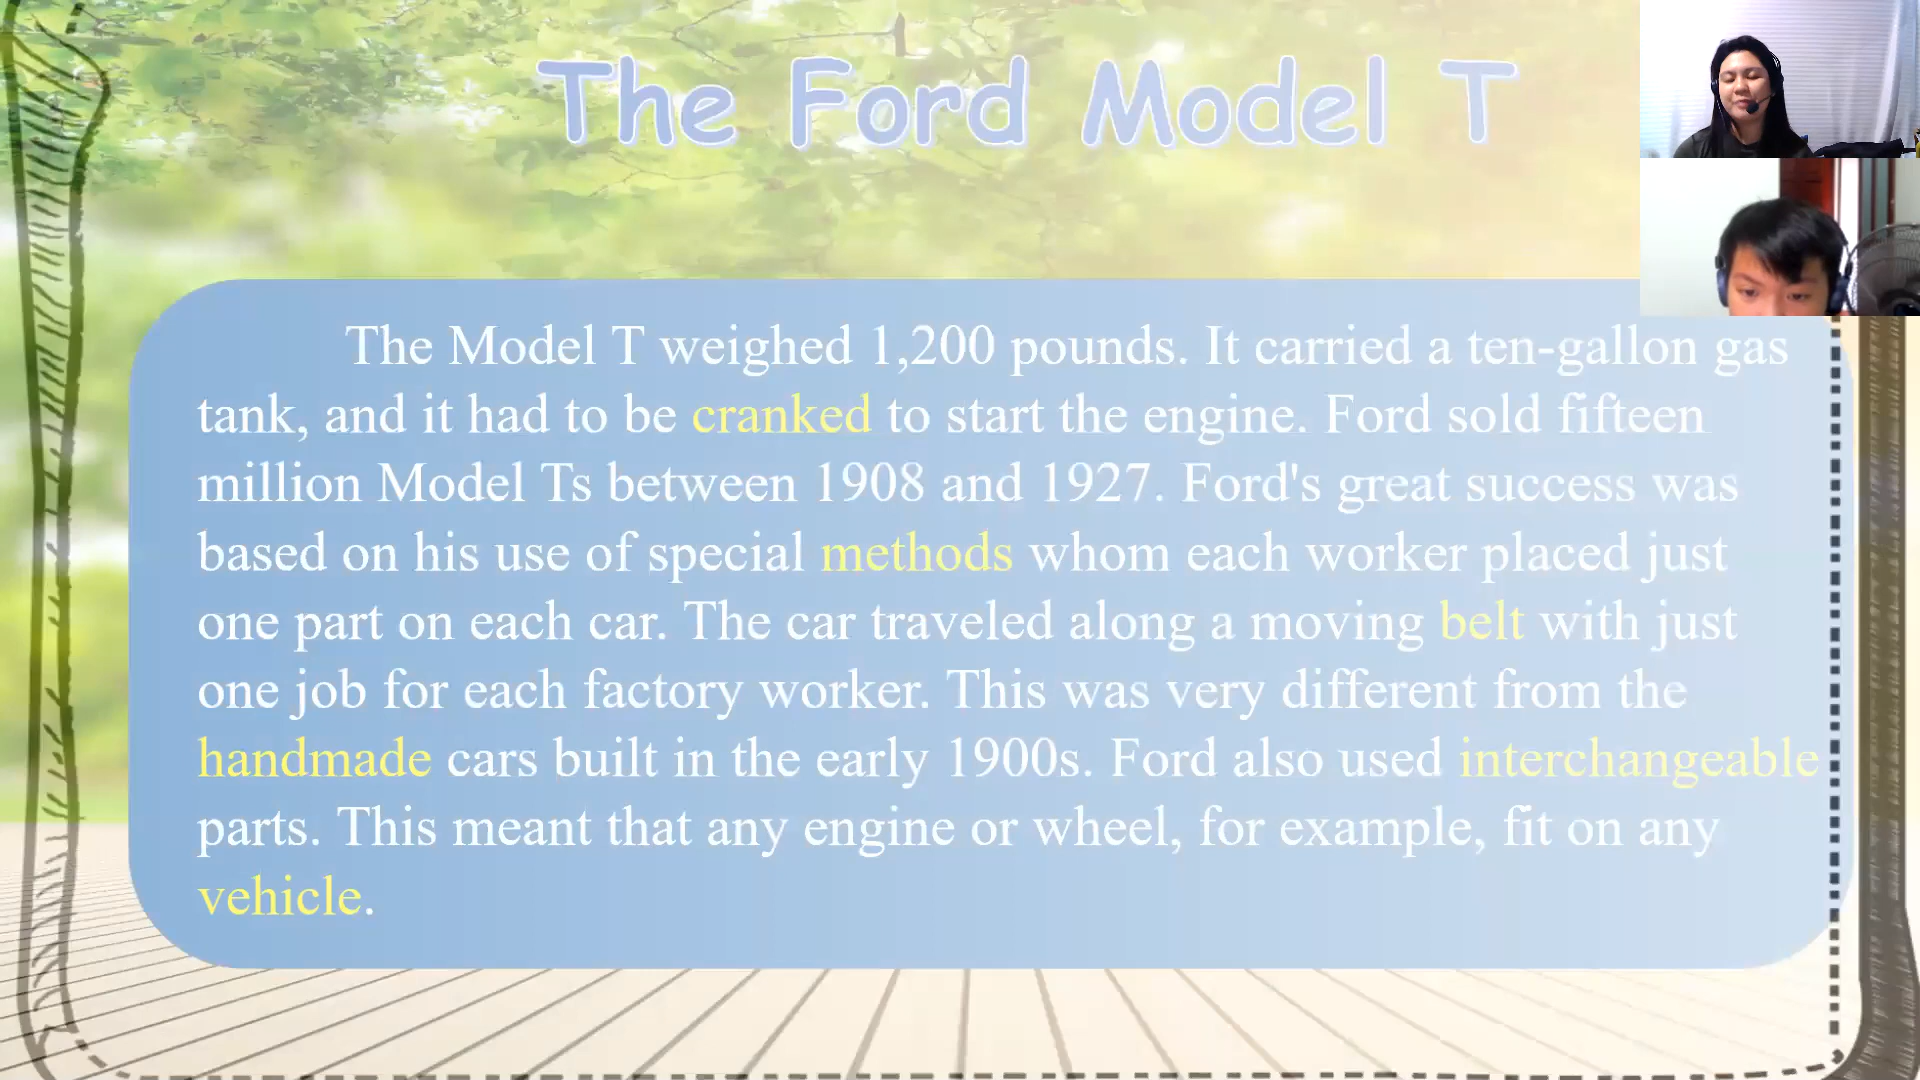 The Ford Model T
The Model T weighed 1,200 pounds. It carried a ten-gallon gas
tank, and it had to be cranked to start the engine. Ford sold fifteen
million Model Ts between 1908 and 1927. Ford's great success was
based on his use of special methods whom each worker placed just
one part on each car. The car traveled along a moving belt with just
one job for each factory worker. This was very different from the
handmade cars built in the early 1900s. Ford also used interchangeable
parts. This meant that any engine or wheel, for example, fit on any
vehicle.